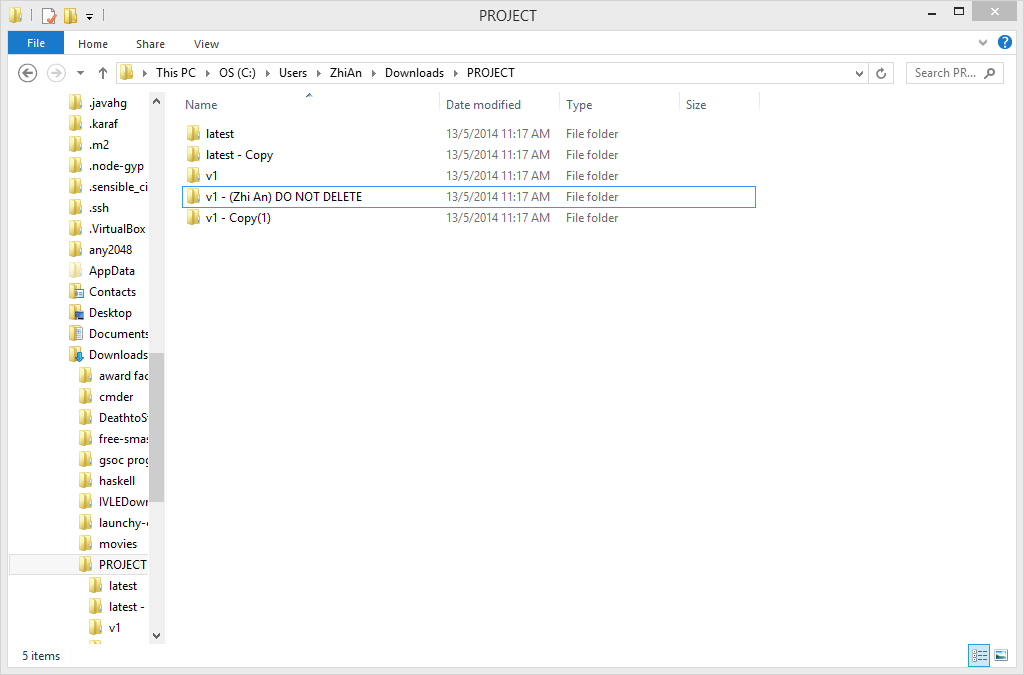 PROJECT
File Home Share View
This PC OS (C:) Users ZhiAn Downloads PROJECT
Search PR...
Name Date modified Type Size
latest 13/5/2014 11:17 AM File folder
latest - Copy 13/5/2014 11:17 AM File folder
v1 13/5/2014 11:17 AM File folder
v1 - (Zhi An) DO NOT DELETE 13/5/2014 11:17 AM File folder
v1 - Copy(1) 13/5/2014 11:17 AM File folder
.javahg
.karaf
.m2
.node-gyp
.sensible_ci
.ssh
.VirtualBox
any2048
AppData
Contacts
Desktop
Documents
Downloads
award fac
cmder
DeathtoS
free-smas
gsoc prog
haskell
IVLEDown
launchy-
movies
PROJECT
latest
latest -
v1
5 items